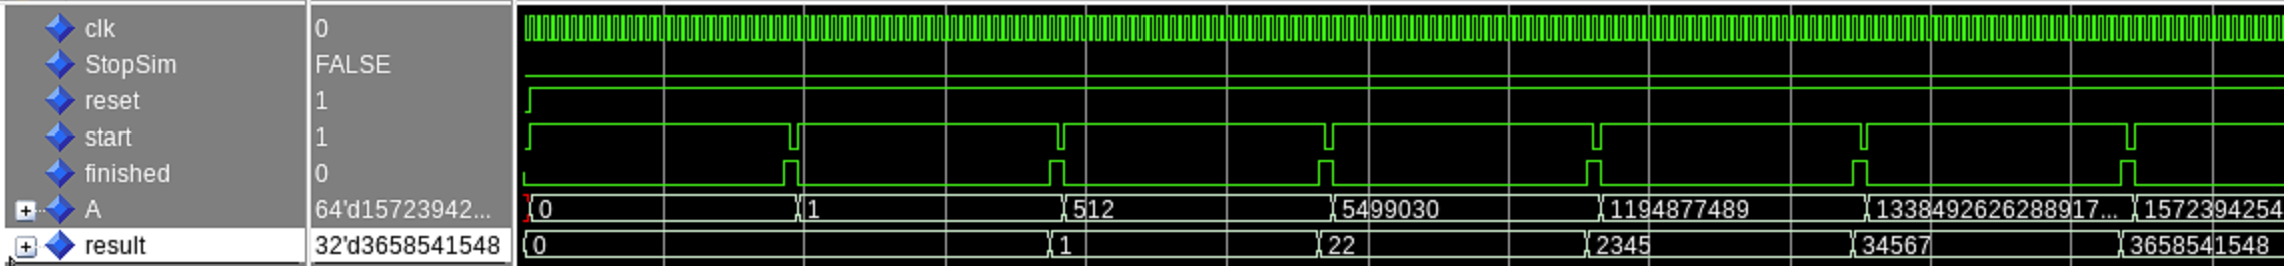 clk 0
StopSim FALSE
reset 1
start 1
finished 0
A 64'd15723942... 0 1 512 5499030 1194877489 1338492626288917... 1572394254
result 32'd3658541548 0 1 22 2345 34567 3658541548